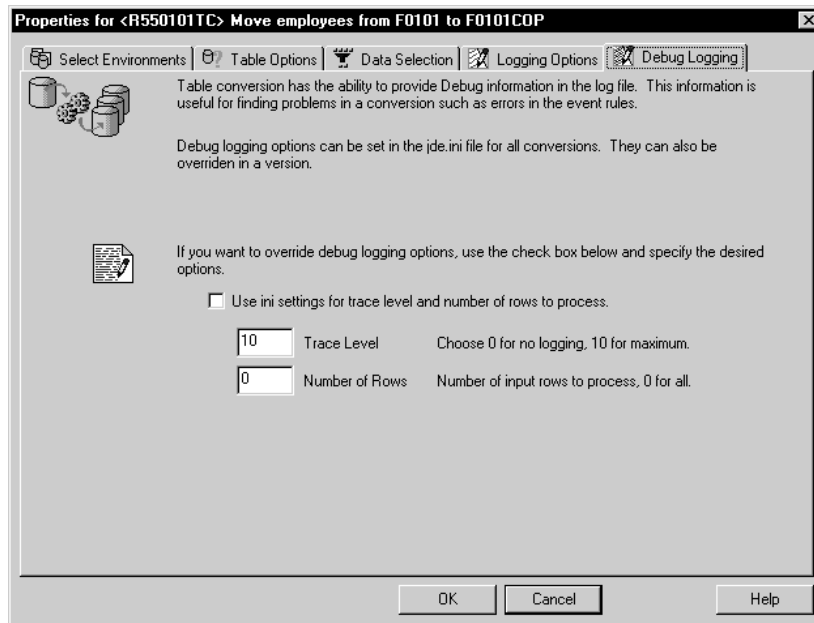 Properties for <R550101TC> Move employees from F0101 to F0101COP
Select Environments
Table Options
Data Selection
Logging Options
Debug Logging
Table conversion has the ability to provide Debug information in the log file. This information is
useful for finding problems in a conversion such as errors in the event rules.
Debug logging options can be set in the jde.ini file for all conversions. They can also be
overriden in a version.
If you want to override debug logging options, use the check box below and specify the desired
options.
Use ini settings for trace level and number of rows to process.
10 Trace Level Choose 0 for no logging, 10 for maximum.
0 Number of Rows Number of input rows to process, 0 for all.
OK Cancel Help